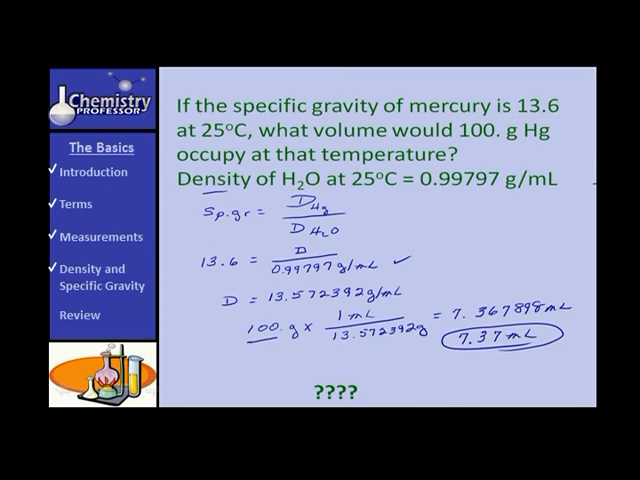 Chemistry
PROFESSOR
The Basics
Introduction
Terms
Measurements
Density and
Specific Gravity
Review
If the specific gravity of mercury is 13.6
at 25°C, what volume would 100. g Hg
occupy at that temperature?
Density of H₂O at 25°C = 0.99797 g/mL
Sp.gr = D Hg / D H₂O
13.6 = D / 0.99797 g/mL ✓
D = 13.572392 g/mL
100. g x 1 mL / 13.572392 g = 7.367898 mL
7.37 mL
????